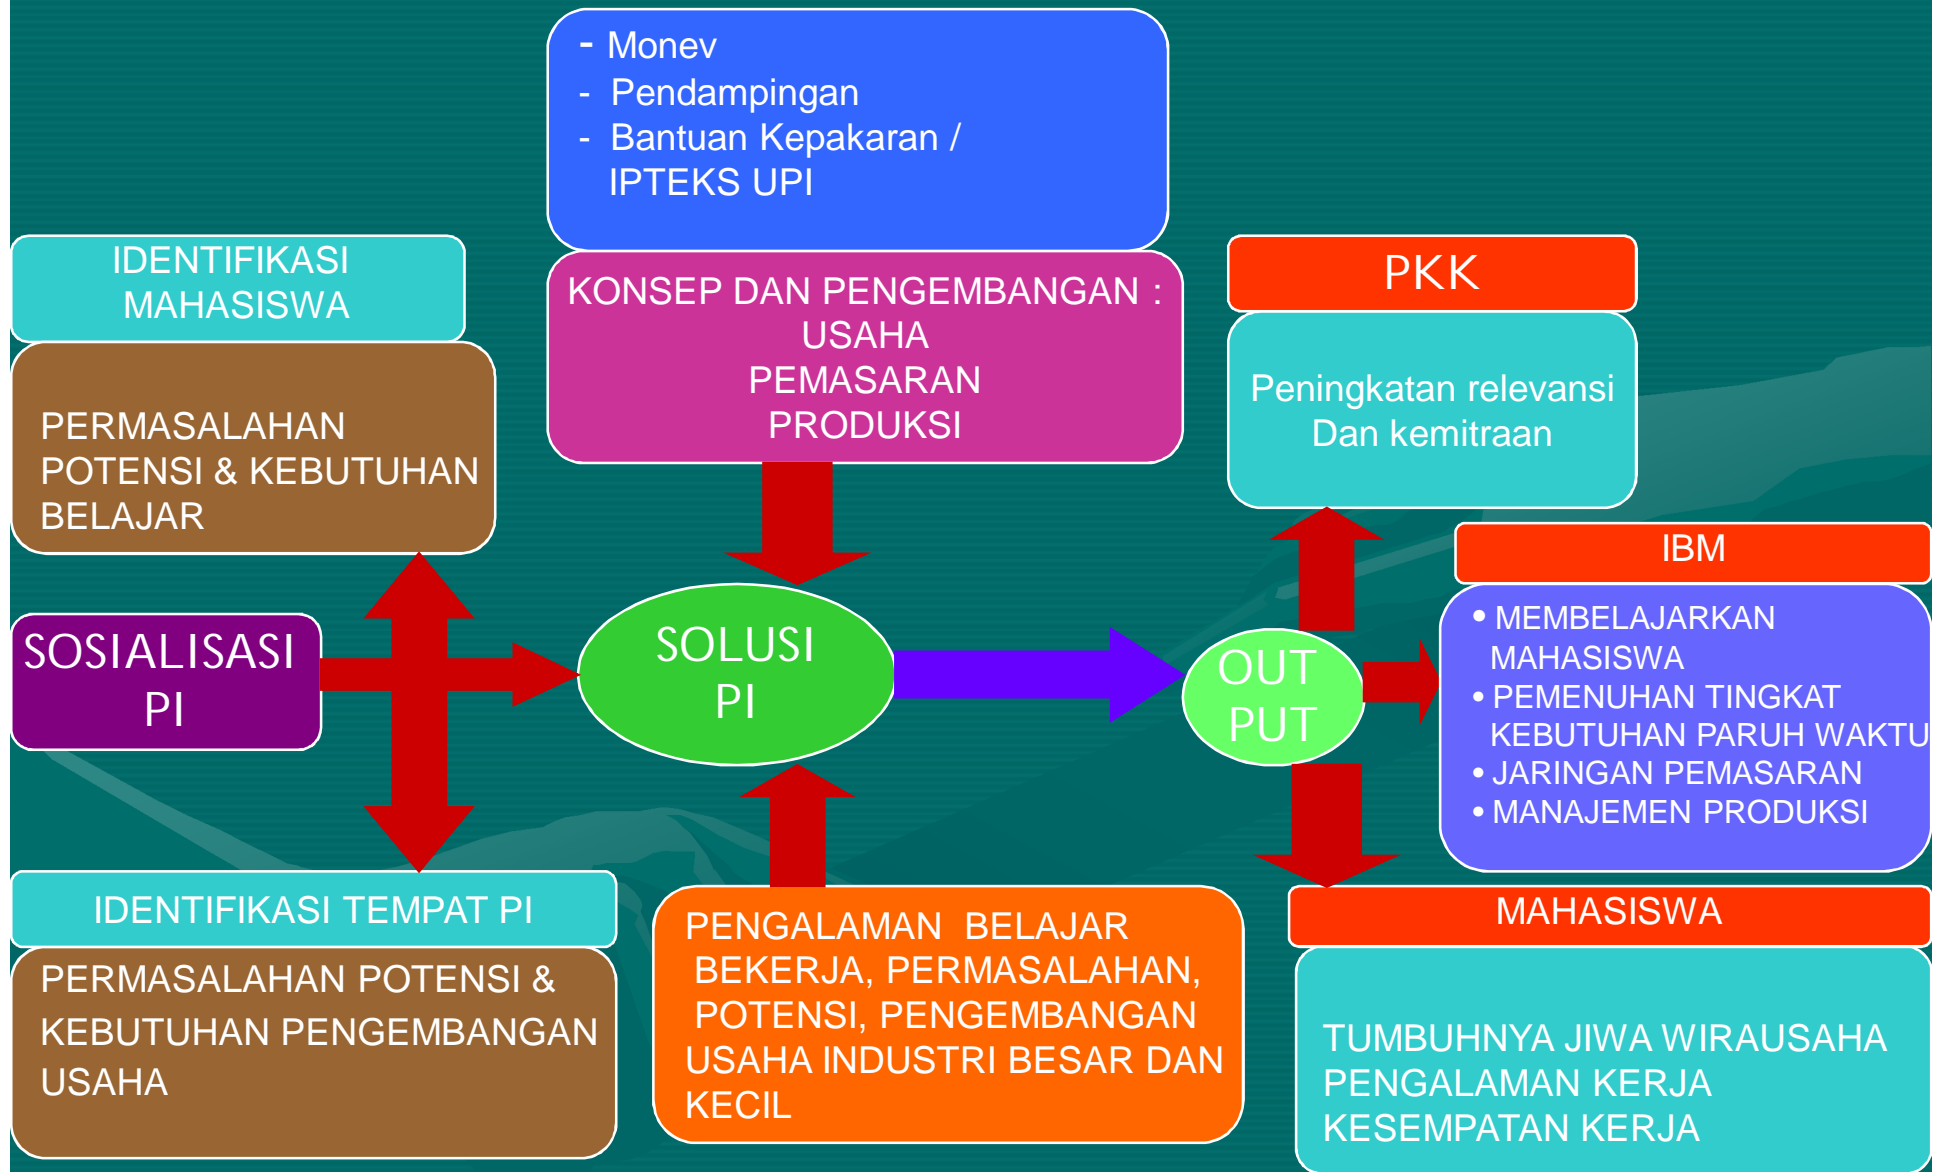 - Monev
- Pendampingan
- Bantuan Kepakaran /
IPTEKS UPI
IDENTIFIKASI
MAHASISWA
PERMASALAHAN
POTENSI & KEBUTUHAN
BELAJAR
KONSEP DAN PENGEMBANGAN :
USAHA
PEMASARAN
PRODUKSI
PKK
Peningkatan relevansi
Dan kemitraan
SOSIALISASI
PI
SOLUSI
PI
OUT
PUT
IBM
• MEMBELAJARKAN
MAHASISWA
• PEMENUHAN TINGKAT
KEBUTUHAN PARUH WAKTU
• JARINGAN PEMASARAN
• MANAJEMEN PRODUKSI
IDENTIFIKASI TEMPAT PI
PERMASALAHAN POTENSI &
KEBUTUHAN PENGEMBANGAN
USAHA
PENGALAMAN BELAJAR
BEKERJA, PERMASALAHAN,
POTENSI, PENGEMBANGAN
USAHA INDUSTRI BESAR DAN
KECIL
MAHASISWA
TUMBUHNYA JIWA WIRAUSAHA
PENGALAMAN KERJA
KESEMPATAN KERJA